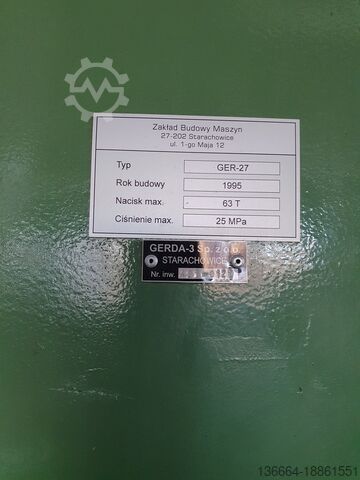 Zakład Budowy Maszyn
27-202 Starachowice
ul. 1-go Maja 12
Typ GER-27
Rok budowy 1995
Nacisk max. 63 T
Ciśnienie max. 25 MPa
GERDA-3 Sp. z o.o.
STARACHOWICE
Nr. inw.
136664-18861551